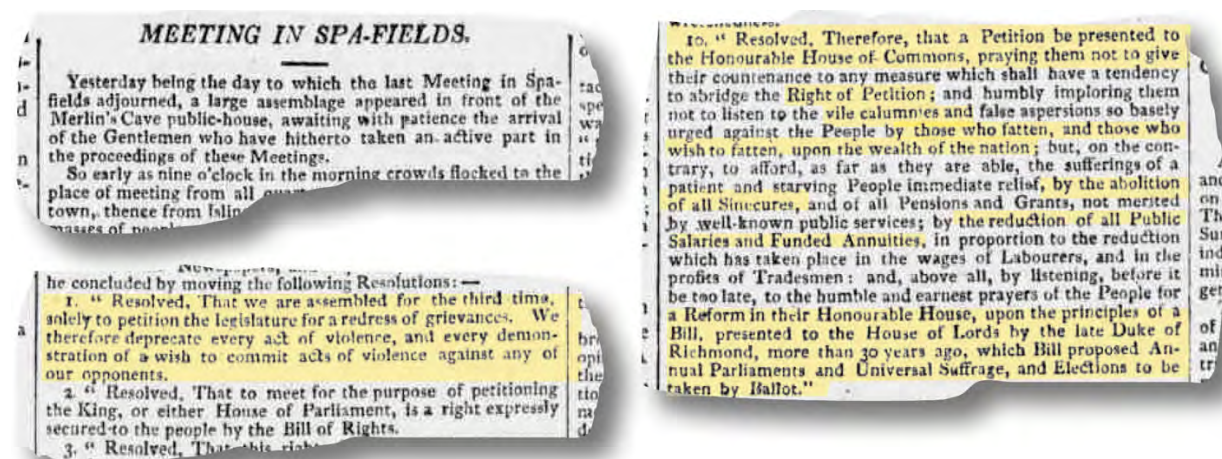 MEETING IN SPA-FIELDS.
Yesterday being the day to which the last Meeting in Spa-
fields adjourned, a large assemblage appeared in front of the
Merlin's Cave public-house, awaiting with patience the arrival
of the Gentlemen who have hitherto taken an active part in
the proceedings of these Meetings.
So early as nine o'clock in the morning crowds flocked to the
place of meeting from all
town, thence from
masses of
Newspapers,
he concluded by moving the following Resolutions:—
1. "Resolved, That we are assembled for the third time,
solely to petition the legislature for a redress of grievances. We
therefore deprecate every act of violence, and every demon-
stration of a wish to commit acts of violence against any of
our opponents.
2. "Resolved, That to meet for the purpose of petitioning
the King, or either House of Parliament, is a right expressly
secured to the people by the Bill of Rights.
3. "Resolved, That this right
10. "Resolved, Therefore, that a Petition be presented to
the Honourable House of Commons, praying them not to give
their countenance to any measure which shall have a tendency
to abridge the Right of Petition; and humbly imploring them
not to listen to the vile calumnies and false aspersions so basely
urged against the People by those who fatten, and those who
wish to fatten, upon the wealth of the nation; but, on the con-
trary, to afford, as far as they are able, the sufferings of a
patient and starving People immediate relief, by the abolition
of all Sinecures, and of all Pensions and Grants, not merited
by well-known public services; by the reduction of all Public
Salaries and Funded Annuities, in proportion to the reduction
which has taken place in the wages of Labourers, and in the
profits of Tradesmen: and, above all, by listening, before it
be too late, to the humble and earnest prayers of the People for
a Reform in their Honourable House, upon the principles of a
Bill, presented to the House of Lords by the late Duke of
Richmond, more than 30 years ago, which Bill proposed An-
nual Parliaments and Universal Suffrage, and Elections to be
taken by Ballot."